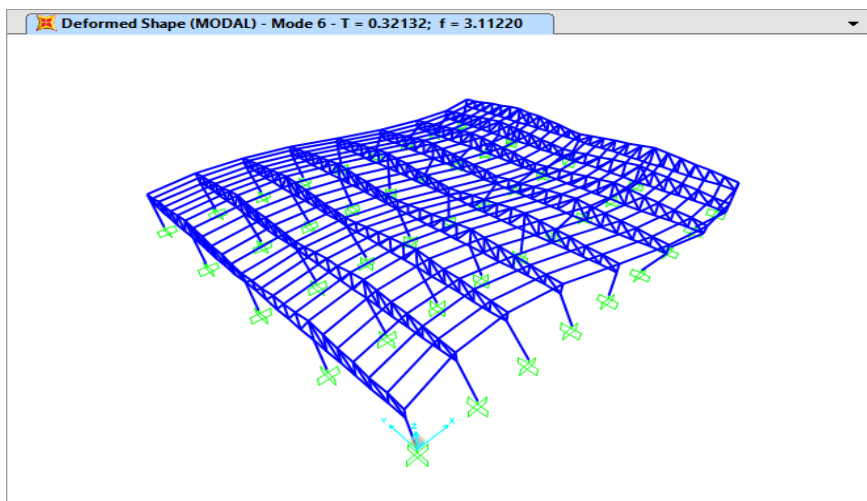 Deformed Shape (MODAL) - Mode 6 - T = 0.32132; f = 3.11220
Z
Y
X